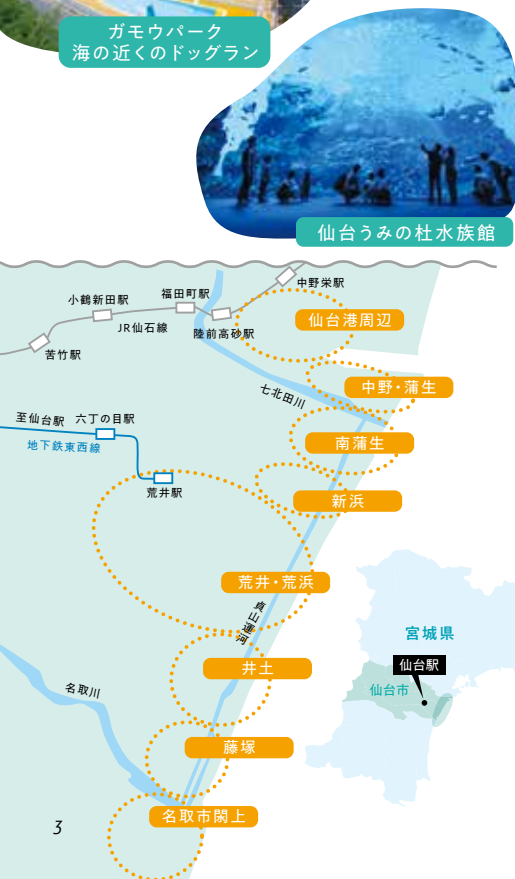 ガモウパーク
海の近くのドッグラン
仙台うみの杜水族館
中野栄駅
福田町駅
小鶴新田駅
仙台港周辺
JR仙石線
陸前高砂駅
苦竹駅
中野・蒲生
七北田川
至仙台駅
六丁の目駅
南蒲生
地下鉄東西線
荒井駅
新浜
荒井・荒浜
貞山運河
宮城県
仙台駅
井土
仙台市
名取川
藤塚
名取市閖上
3